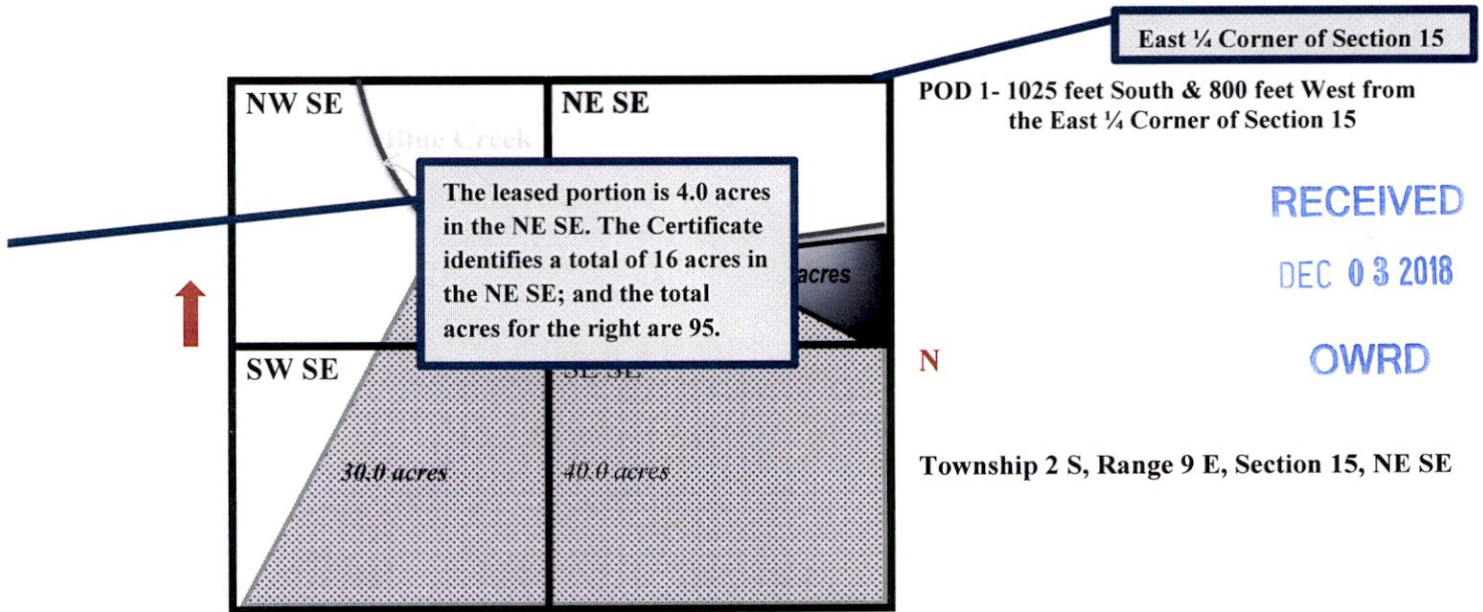 East ¼ Corner of Section 15
NW SE
NE SE
Blue Creek
POD 1- 1025 feet South & 800 feet West from
the East ¼ Corner of Section 15
The leased portion is 4.0 acres
in the NE SE. The Certificate
identifies a total of 16 acres in
the NE SE; and the total
acres for the right are 95.
acres
RECEIVED
DEC 03 2018
OWRD
SW SE
SE SE
N
30.0 acres
40.0 acres
Township 2 S, Range 9 E, Section 15, NE SE